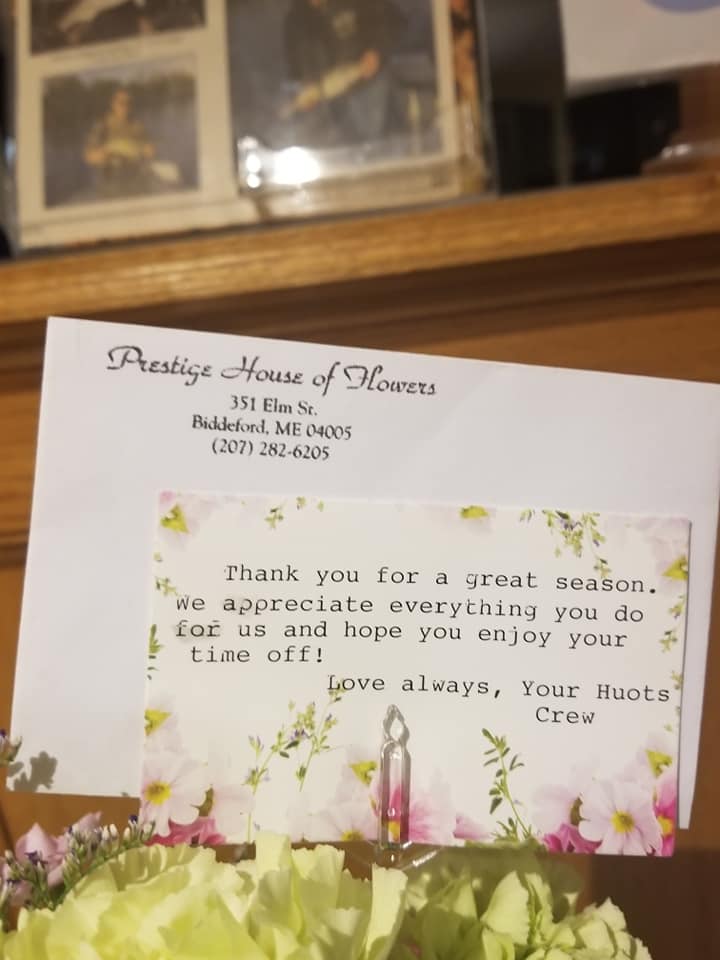 Prestige House of Flowers
351 Elm St.
Biddeford, ME 04005
(207) 282-6205
Thank you for a great season.
We appreciate everything you do
for us and hope you enjoy your
time off!
Love always, Your Huots
Crew